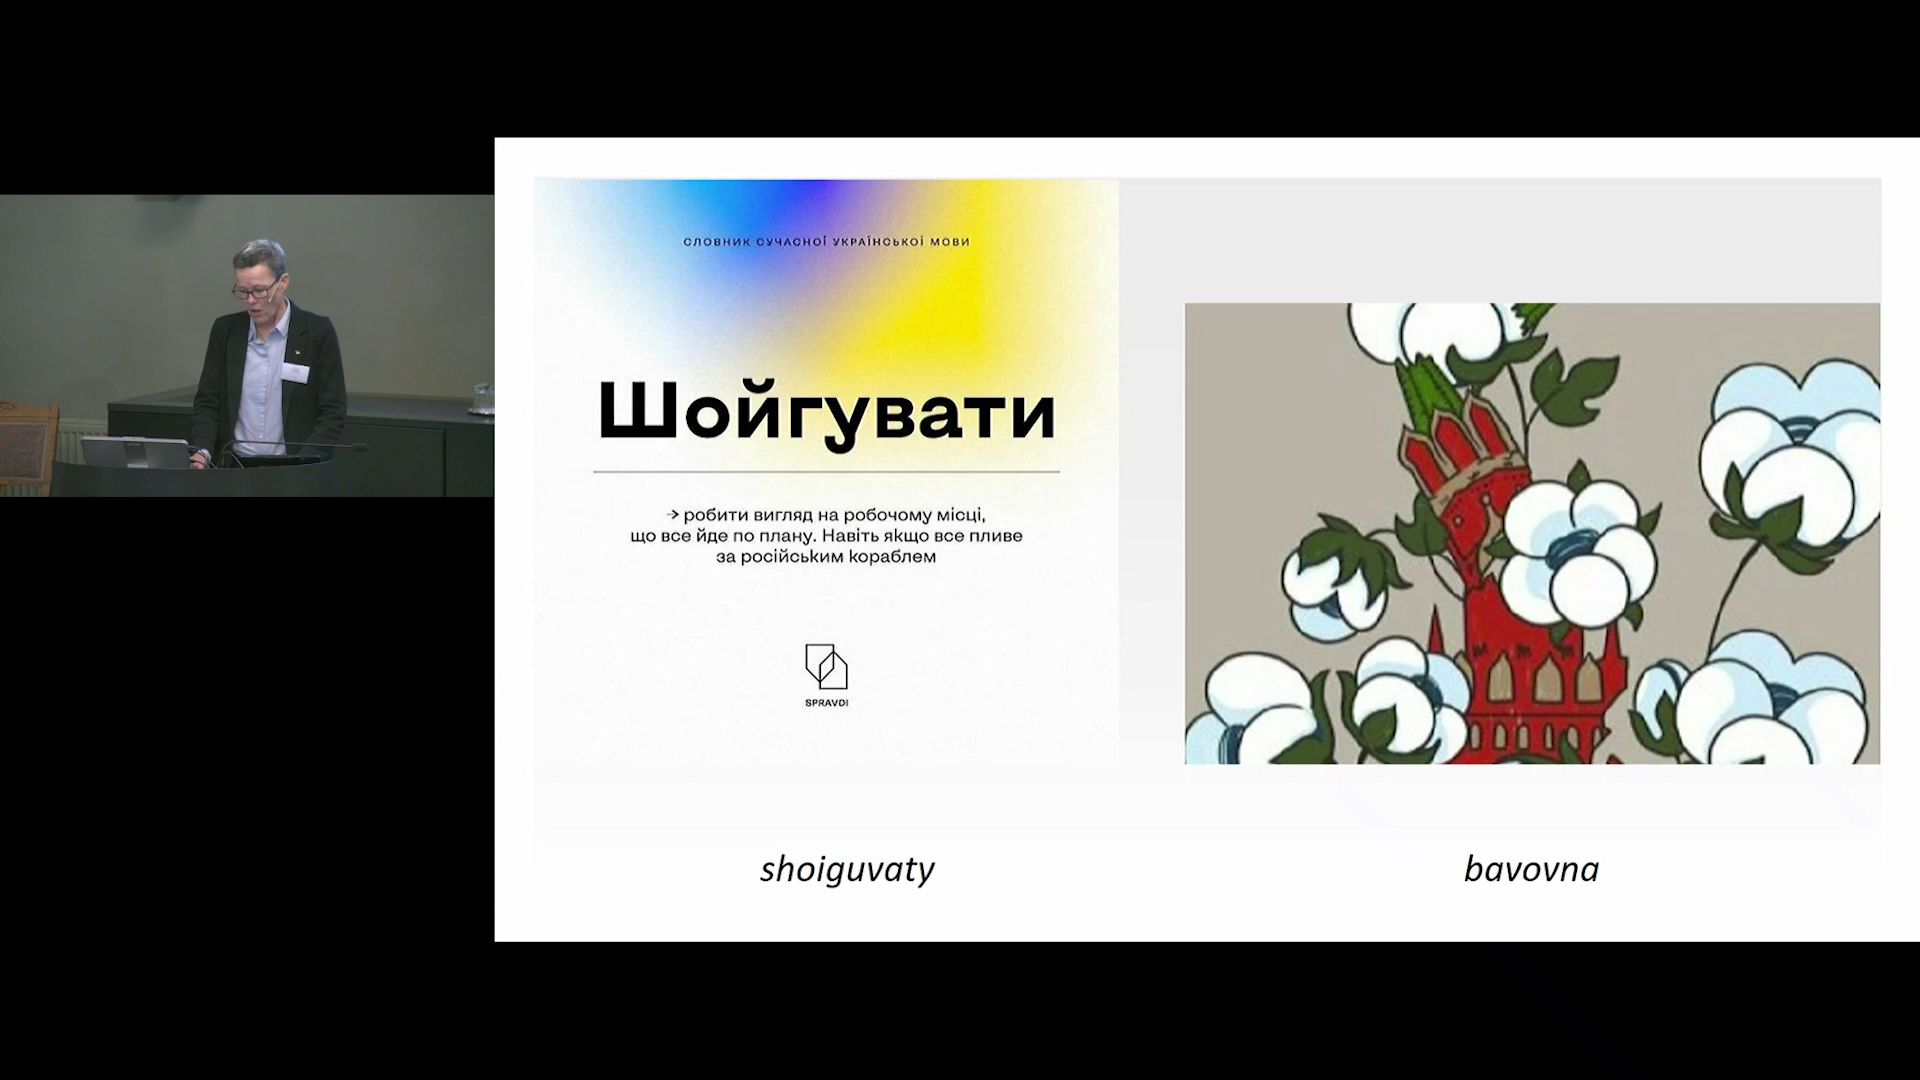 СЛОВНИК СУЧАСНОЇ УКРАЇНСЬКОЇ МОВИ
Шойгувати
→ робити вигляд на робочому місці,
що все йде по плану. Навіть якщо все пливе
за російським кораблем
SPRAVDI
shoiguvaty
bavovna